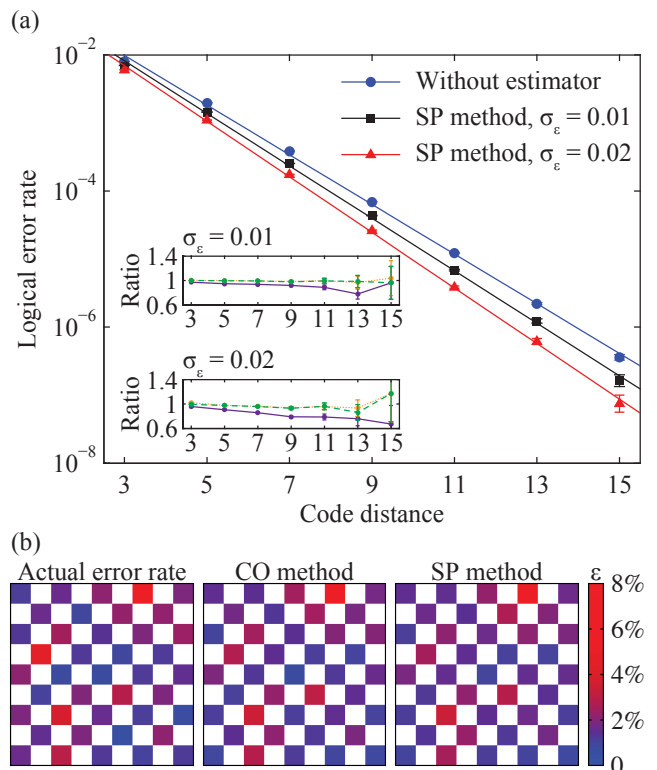 (a)
10⁻²
10⁻⁴
10⁻⁶
10⁻⁸
Logical error rate
Without estimator
SP method, σ_ε = 0.01
SP method, σ_ε = 0.02
σ_ε = 0.01
Ratio
1.4
1
0.6
3 5 7 9 11 13 15
σ_ε = 0.02
Ratio
1.4
1
0.6
3 5 7 9 11 13 15
3 5 7 9 11 13 15
Code distance
(b)
Actual error rate CO method SP method ε
8%
6%
4%
2%
0